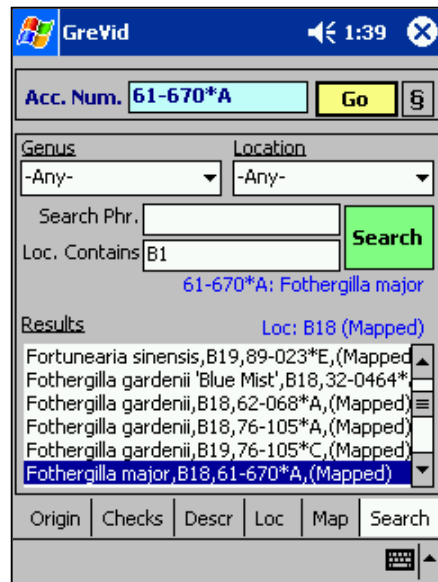 GreVid 1:39
Acc. Num. 61-670*A Go §
Genus Location
-Any- -Any-
Search Phr.
Loc. Contains B1 Search
61-670*A: Fothergilla major
Results Loc: B18 (Mapped)
Fortunearia sinensis,B19,89-023*E,(Mapped
Fothergilla gardenii 'Blue Mist',B18,32-0464*
Fothergilla gardenii,B18,62-068*A,(Mapped)
Fothergilla gardenii,B18,76-105*A,(Mapped)
Fothergilla gardenii,B19,76-105*C,(Mapped)
Fothergilla major,B18,61-670*A,(Mapped)
Origin Checks Descr Loc Map Search